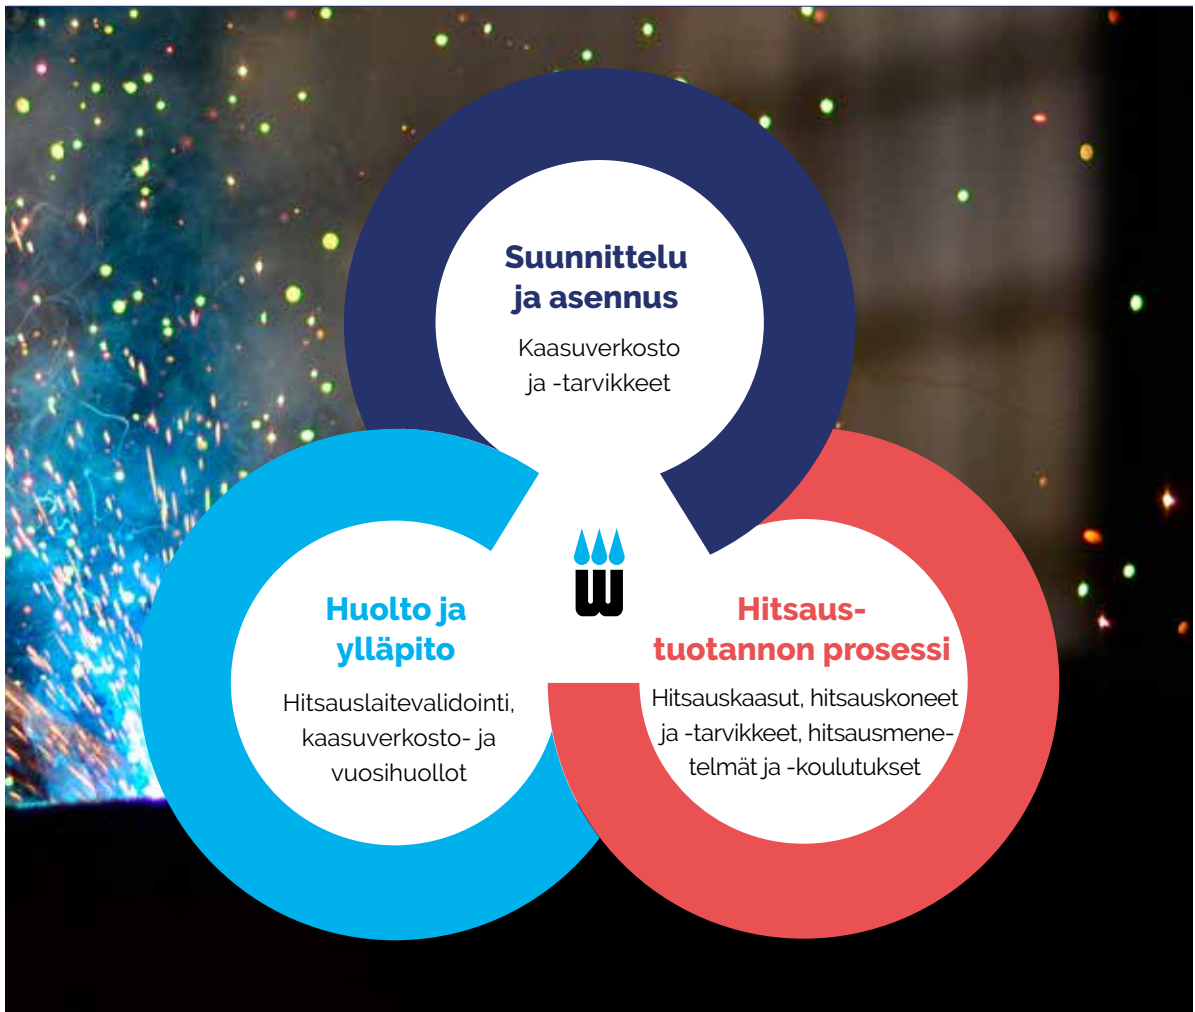 Suunnittelu
ja asennus
Kaasuverkosto
ja -tarvikkeet
Huolto ja
ylläpito
Hitsauslaitevalidointi,
kaasuverkosto- ja
vuosihuollot
Hitsaus-
tuotannon prosessi
Hitsauskaasut, hitsauskoneet
ja -tarvikkeet, hitsausmene-
telmät ja -koulutukset